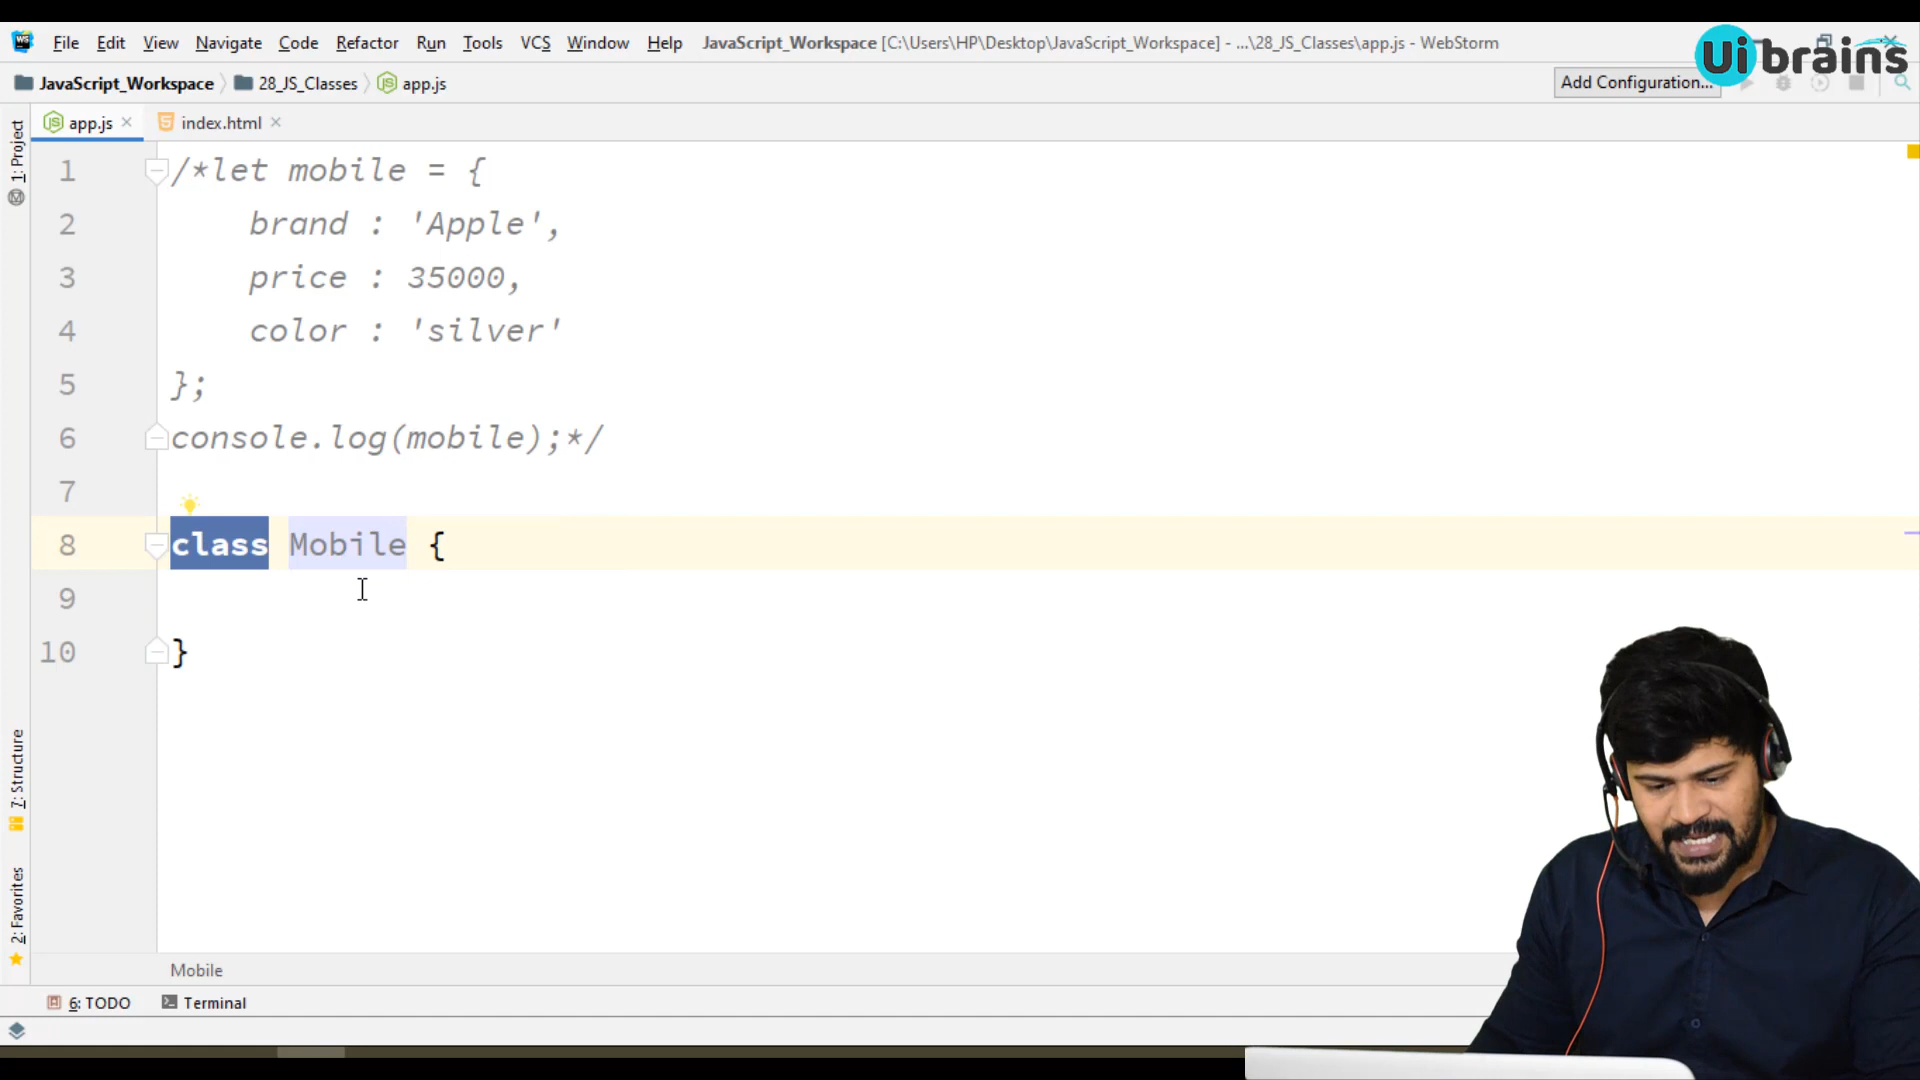 File Edit View Navigate Code Refactor Run Tools VCS Window Help JavaScript_Workspace [C:\Users\HP\Desktop\JavaScript_Workspace] - ...\28_JS_Classes\app.js - WebStorm
Uibrains
JavaScript_Workspace 28_JS_Classes app.js
Add Configuration...
app.js index.html
1: Project
1 /*let mobile = {
2 brand : 'Apple',
3 price : 35000,
4 color : 'silver'
5 };
6 console.log(mobile);*/
7
8 class Mobile {
9
10 }
7: Structure
2: Favorites
Mobile
6: TODO Terminal